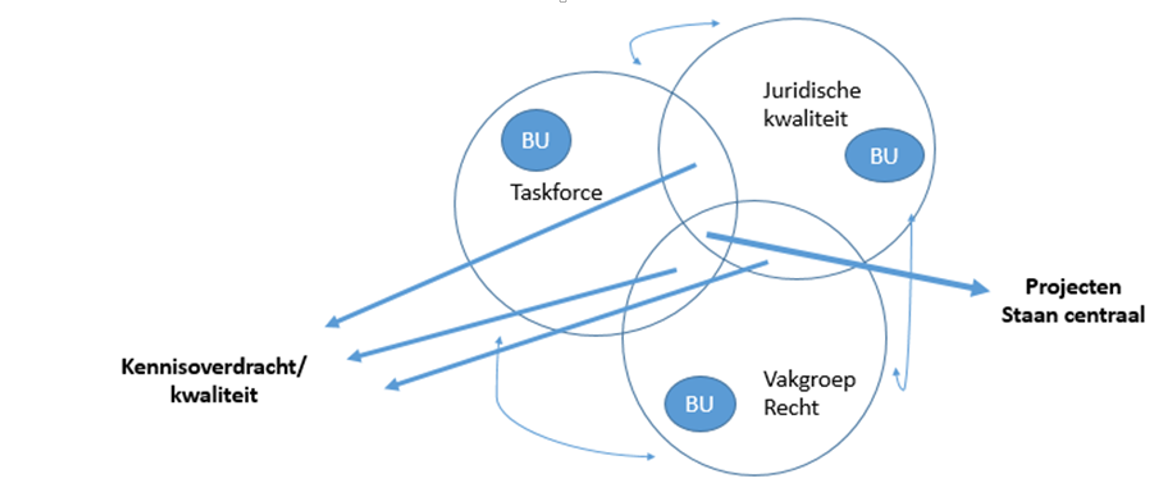 Juridische
kwaliteit
BU
BU
Taskforce
Projecten
Staan centraal
Kennisoverdracht/
kwaliteit
Vakgroep
Recht
BU